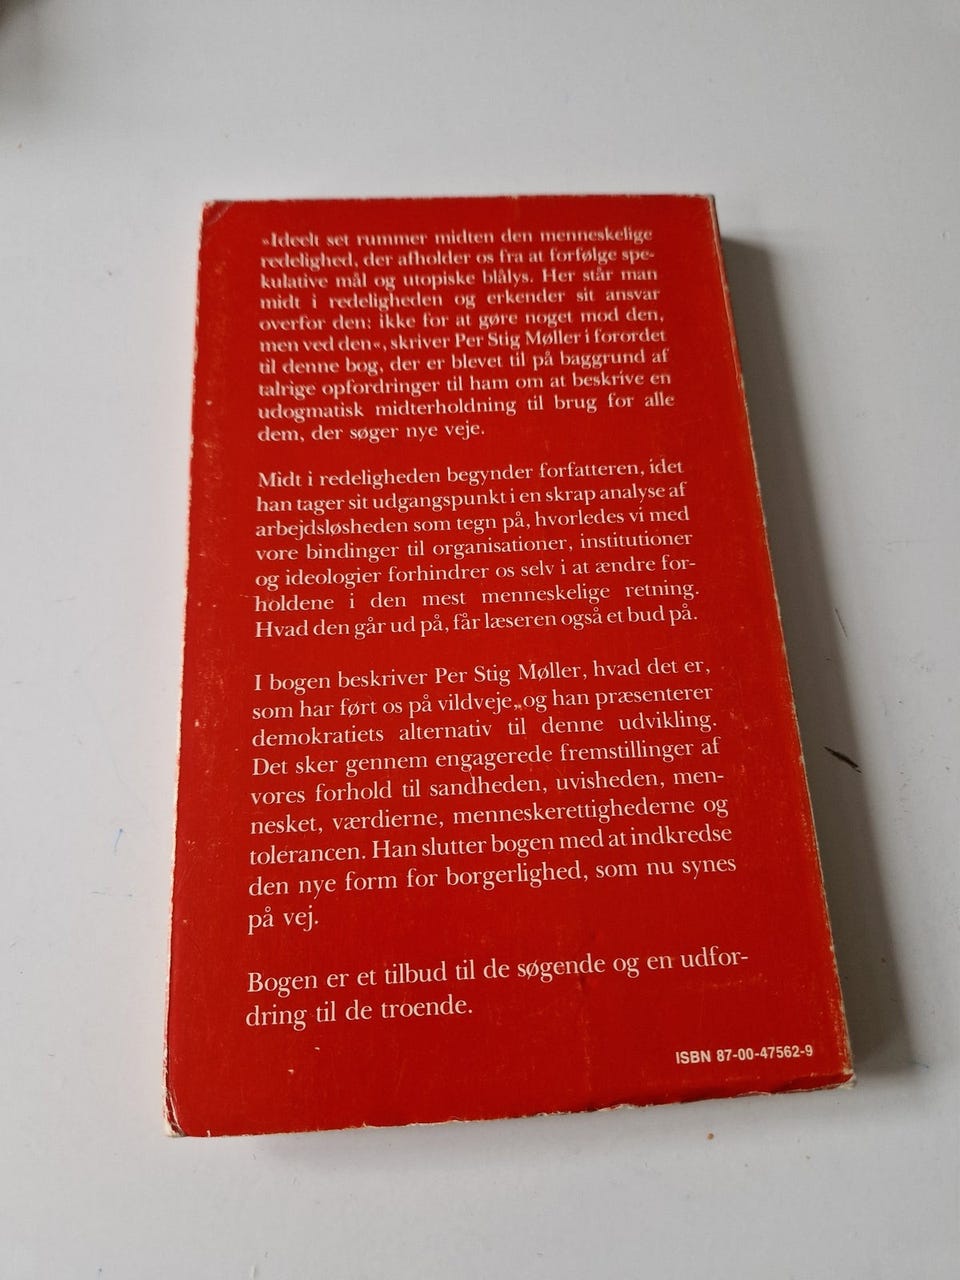 »Ideelt set rummer midten den menneskelige
redelighed, der afholder os fra at forfølge spe-
kulative mål og utopiske blålys. Her står man
midt i redeligheden og erkender sit ansvar
overfor den: ikke for at gøre noget mod den,
men ved den«, skriver Per Stig Møller i forordet
til denne bog, der er blevet til på baggrund af
talrige opfordringer til ham om at beskrive en
udogmatisk midterholdning til brug for alle
dem, der søger nye veje.
Midt i redeligheden begynder forfatteren, idet
han tager sit udgangspunkt i en skrap analyse af
arbejdsløsheden som tegn på, hvorledes vi med
vore bindinger til organisationer, institutioner
og ideologier forhindrer os selv i at ændre for-
holdene i den mest menneskelige retning.
Hvad den går ud på, får læseren også et bud på.
I bogen beskriver Per Stig Møller, hvad det er,
som har ført os på vildveje, og han præsenterer
demokratiets alternativ til denne udvikling.
Det sker gennem engagerede fremstillinger af
vores forhold til sandheden, uvisheden, men-
nesket, værdierne, menneskerettighederne og
tolerancen. Han slutter bogen med at indkredse
den nye form for borgerlighed, som nu synes
på vej.
Bogen er et tilbud til de søgende og en udfor-
dring til de troende.
ISBN 87-00-47562-9